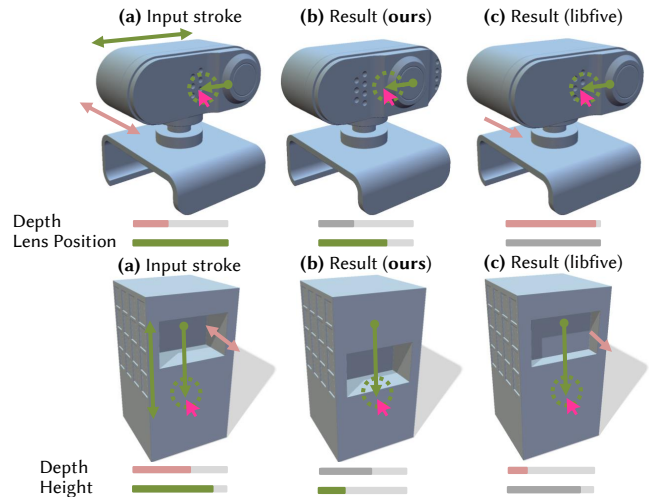 (a) Input stroke
(b) Result (ours)
(c) Result (libfive)
Depth
Lens Position
(a) Input stroke
(b) Result (ours)
(c) Result (libfive)
Depth
Height